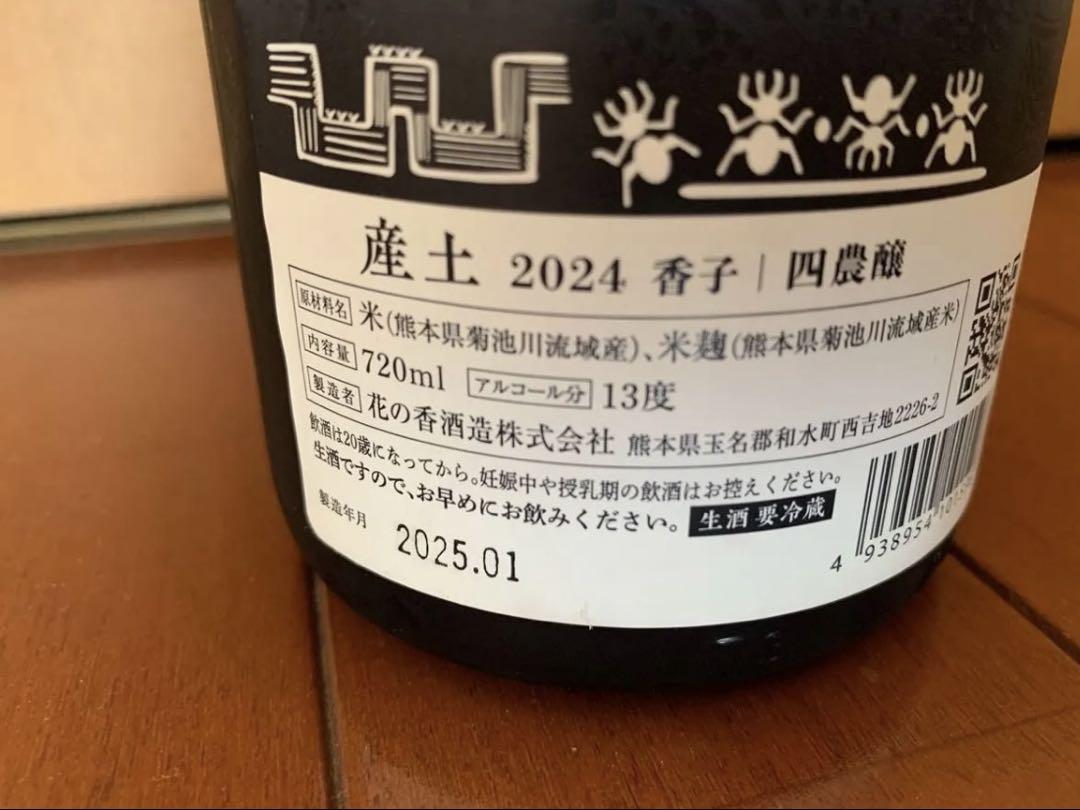 産土 2024 香子｜四農醸
原材料名 米(熊本県菊池川流域産)、米麹(熊本県菊池川流域産米)
内容量 720ml アルコール分 13度
製造者 花の香酒造株式会社 熊本県玉名郡和水町西吉地2226-2
飲酒は20歳になってから。妊娠中や授乳期の飲酒はお控えください。
生酒ですので、お早めにお飲みください。 生酒 要冷蔵
製造年月 2025.01
4 938954